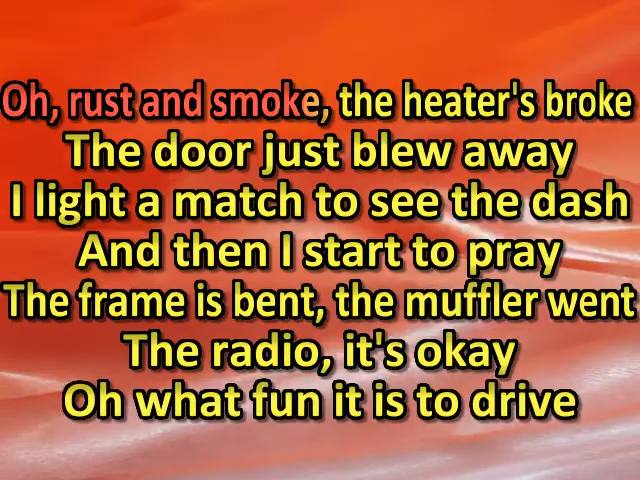 Oh, rust and smoke, the heater's broke
The door just blew away
I light a match to see the dash
And then I start to pray
The frame is bent, the muffler went
The radio, it's okay
Oh what fun it is to drive